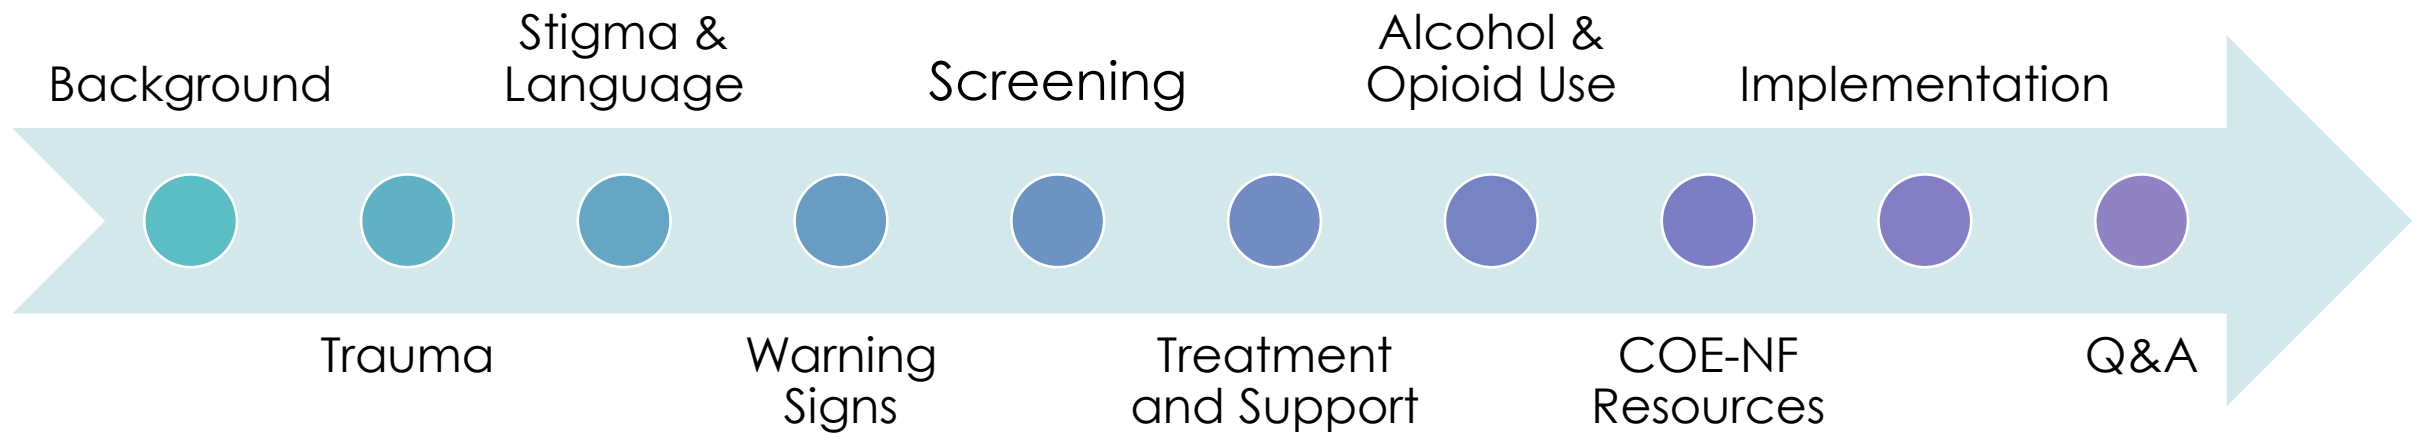 Background
Trauma
Stigma &
Language
Warning
Signs
Screening
Treatment
and Support
Alcohol &
Opioid Use
COE-NF
Resources
Implementation
Q&A